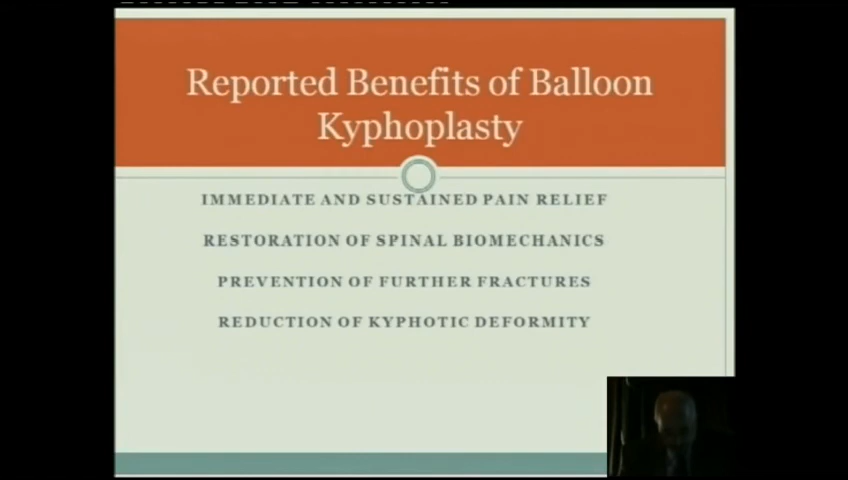 Reported Benefits of Balloon
Kyphoplasty
IMMEDIATE AND SUSTAINED PAIN RELIEF
RESTORATION OF SPINAL BIOMECHANICS
PREVENTION OF FURTHER FRACTURES
REDUCTION OF KYPHOTIC DEFORMITY